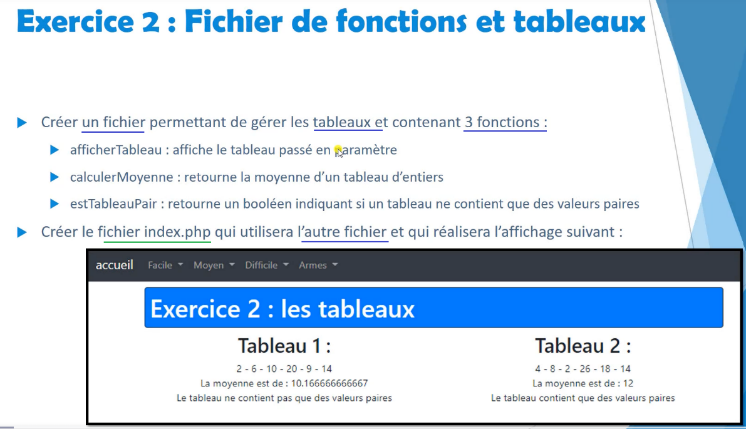 Exercice 2 : Fichier de fonctions et tableaux
Créer un fichier permettant de gérer les tableaux et contenant 3 fonctions :
afficherTableau : affiche le tableau passé en paramètre
calculerMoyenne : retourne la moyenne d'un tableau d'entiers
estTableauPair : retourne un booléen indiquant si un tableau ne contient que des valeurs paires
Créer le fichier index.php qui utilisera l'autre fichier et qui réalisera l'affichage suivant :
accueil Facile Moyen Difficile Armes
Exercice 2 : les tableaux
Tableau 1 : Tableau 2 :
2 - 6 - 10 - 20 - 9 - 14 4 - 8 - 2 - 26 - 18 - 14
La moyenne est de : 10.166666666667 La moyenne est de : 12
Le tableau ne contient pas que des valeurs paires Le tableau contient que des valeurs paires